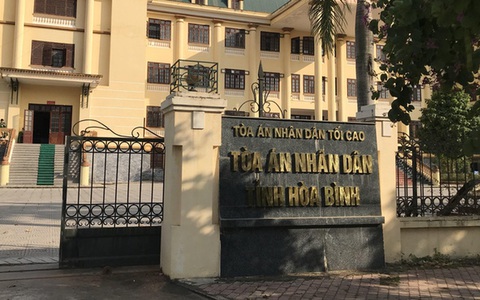 TÒA ÁN NHÂN DÂN TỐI CAO
TÒA ÁN NHÂN DÂN
TỈNH HÒA BÌNH